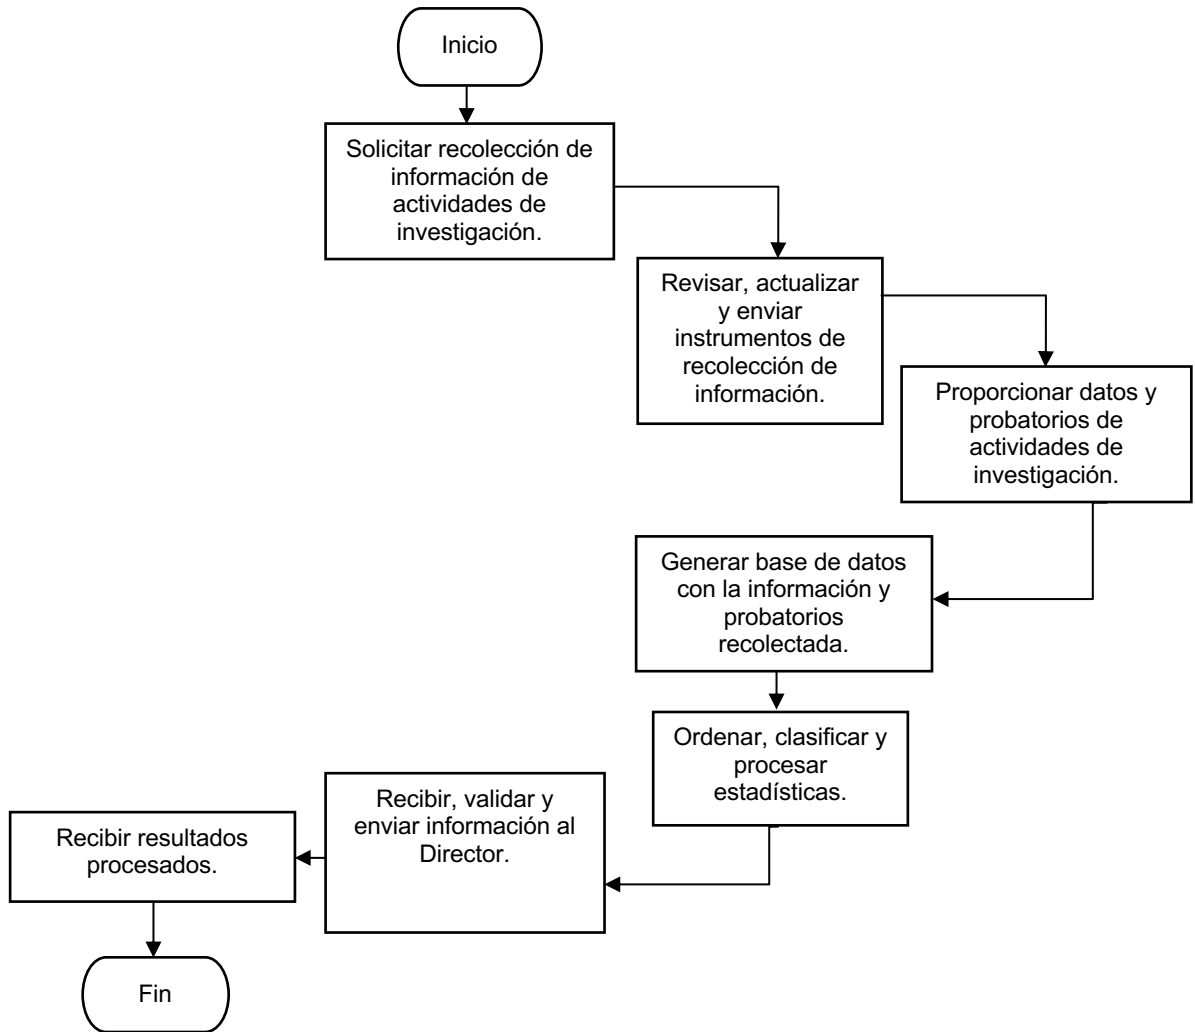 Inicio
Solicitar recolección de
información de
actividades de
investigación.
Revisar, actualizar
y enviar
instrumentos de
recolección de
información.
Proporcionar datos y
probatorios de
actividades de
investigación.
Generar base de datos
con la información y
probatorios
recolectada.
Ordenar, clasificar y
procesar
estadísticas.
Recibir, validar y
enviar información al
Director.
Recibir resultados
procesados.
Fin